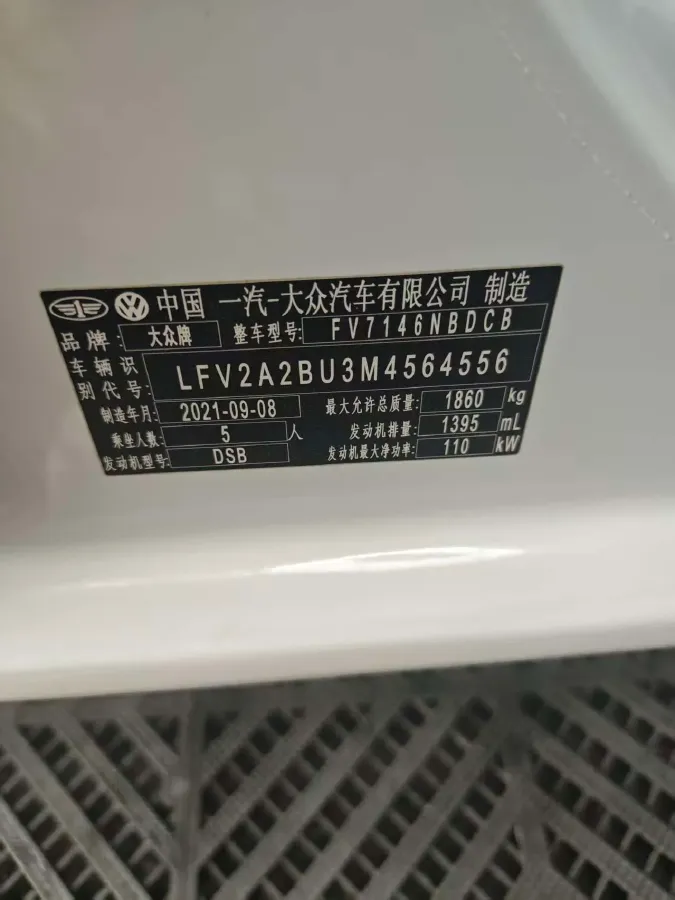 中国 一汽-大众汽车有限公司 制造
品牌: 大众牌 整车型号: FV7146NBDCB
车辆识别代号: LFV2A2BU3M4564556
制造年月: 2021-09-08 最大允许总质量: 1860 kg
乘坐人数: 5 人 发动机排量: 1395 mL
发动机型号: DSB 发动机最大净功率: 110 kW